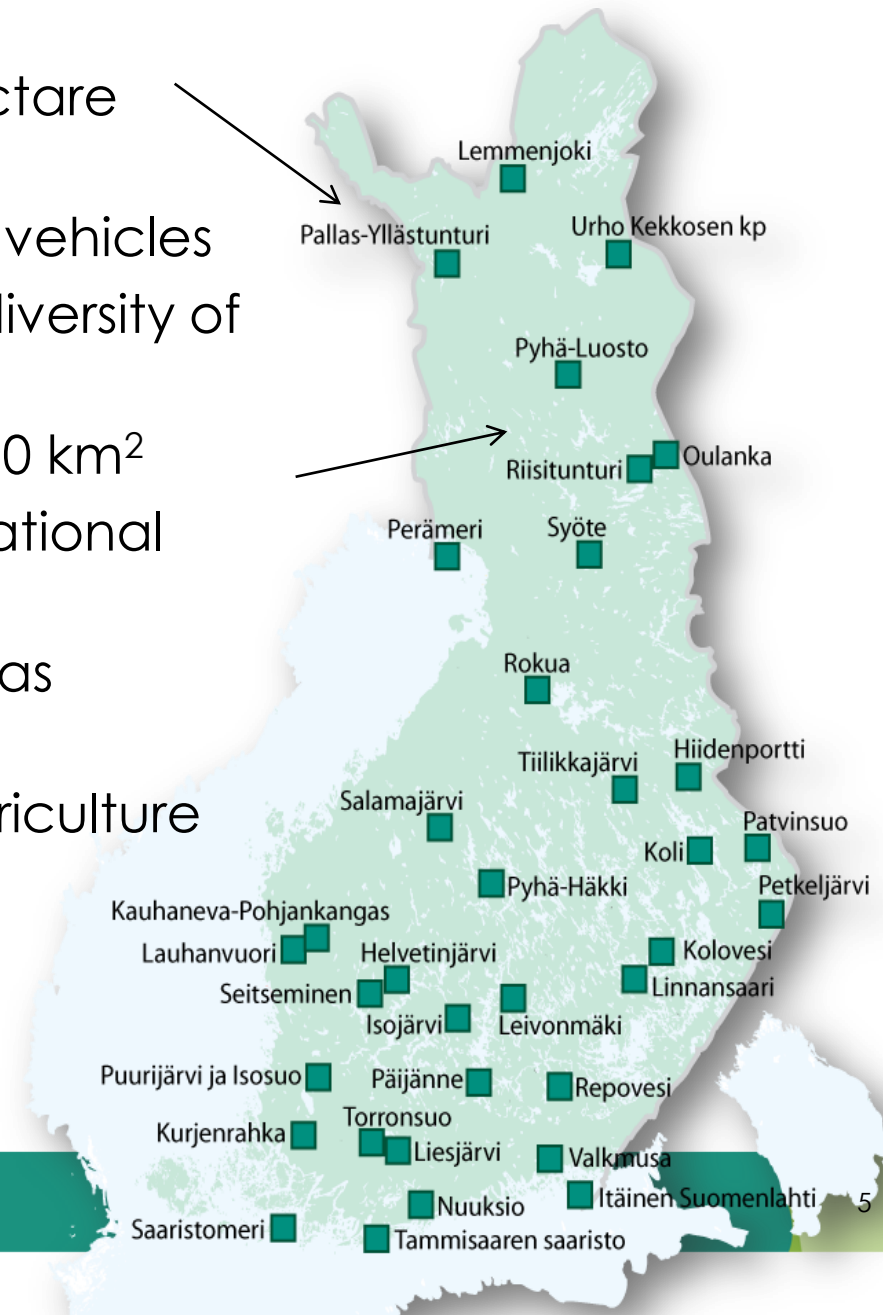 ctare
vehicles
diversity of
0 km²
ational
as
riculture
Lemmenjoki
Pallas-Yllästunturi
Urho Kekkosen kp
Pyhä-Luosto
Riisitunturi
Oulanka
Perämeri
Syöte
Rokua
Tiilikkajärvi
Hiidenportti
Salamajärvi
Koli
Patvinsuo
Pyhä-Häkki
Petkeljärvi
Kauhaneva-Pohjankangas
Lauhanvuori
Helvetinjärvi
Kolovesi
Seitseminen
Linnansaari
Isojärvi
Leivonmäki
Puurijärvi ja Isosuo
Päijänne
Repovesi
Kurjenrahka
Torronsuo
Liesjärvi
Valkmusa
Nuuksio
Itäinen Suomenlahti
5
Saaristomeri
Tammisaaren saaristo